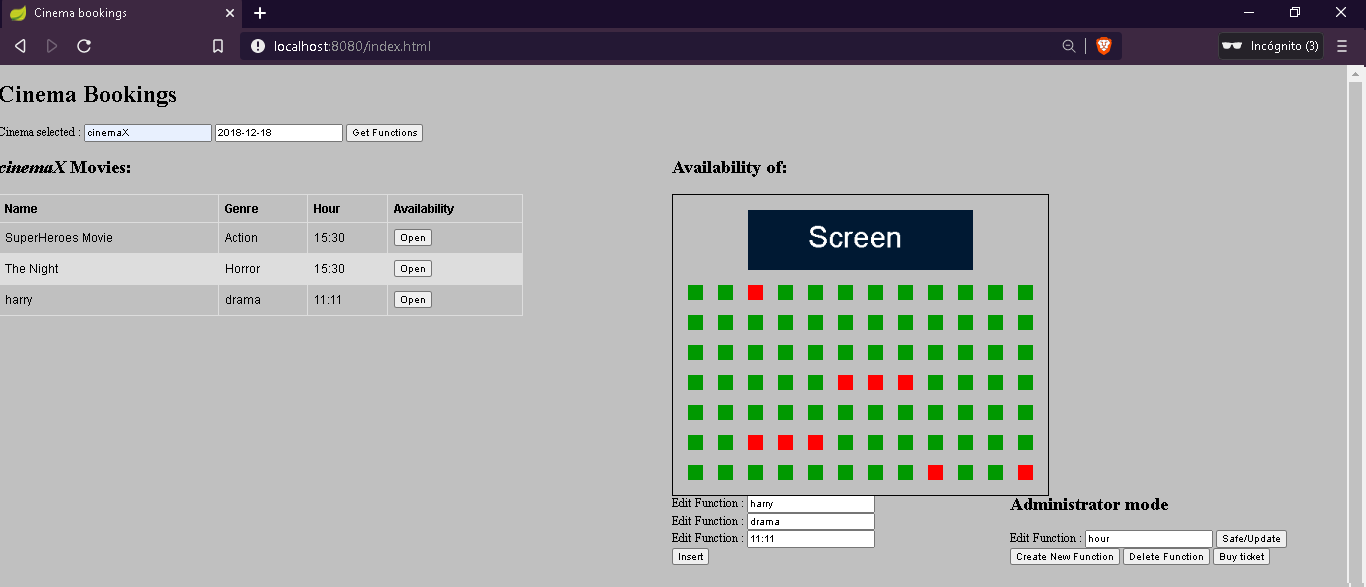 Cinema bookings
localhost:8080/index.html
Incógnito (3)
Cinema Bookings
Cinema selected : cinemaX 2018-12-18 Get Functions
cinemaX Movies:
Name Genre Hour Availability
SuperHeroes Movie Action 15:30 Open
The Night Horror 15:30 Open
harry drama 11:11 Open
Availability of:
Screen
Edit Function : harry
Edit Function : drama
Edit Function : 11:11
Insert
Administrator mode
Edit Function : hour Safe/Update
Create New Function Delete Function Buy ticket